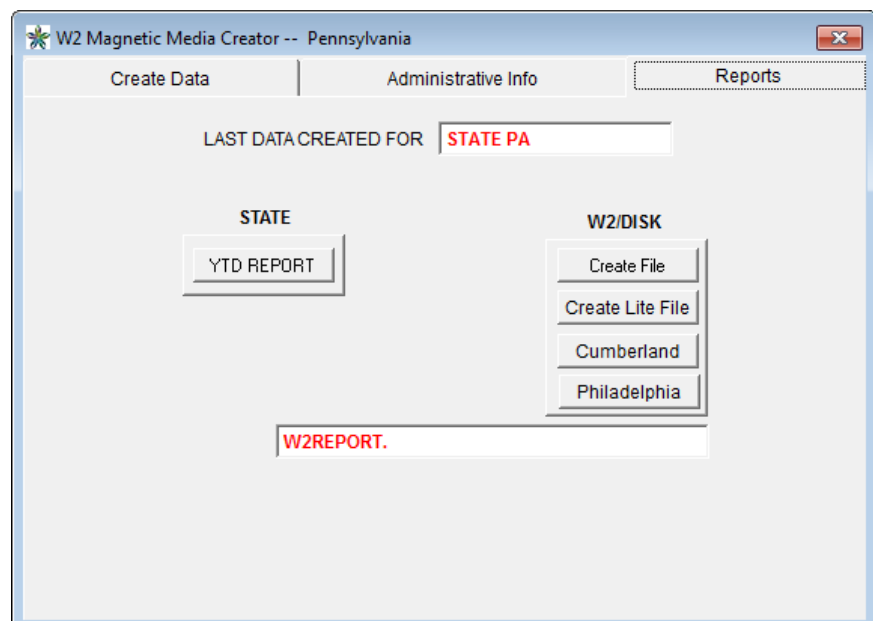 W2 Magnetic Media Creator -- Pennsylvania
Create Data Administrative Info Reports
LAST DATA CREATED FOR STATE PA
STATE
YTD REPORT
W2/DISK
Create File
Create Lite File
Cumberland
Philadelphia
W2REPORT.